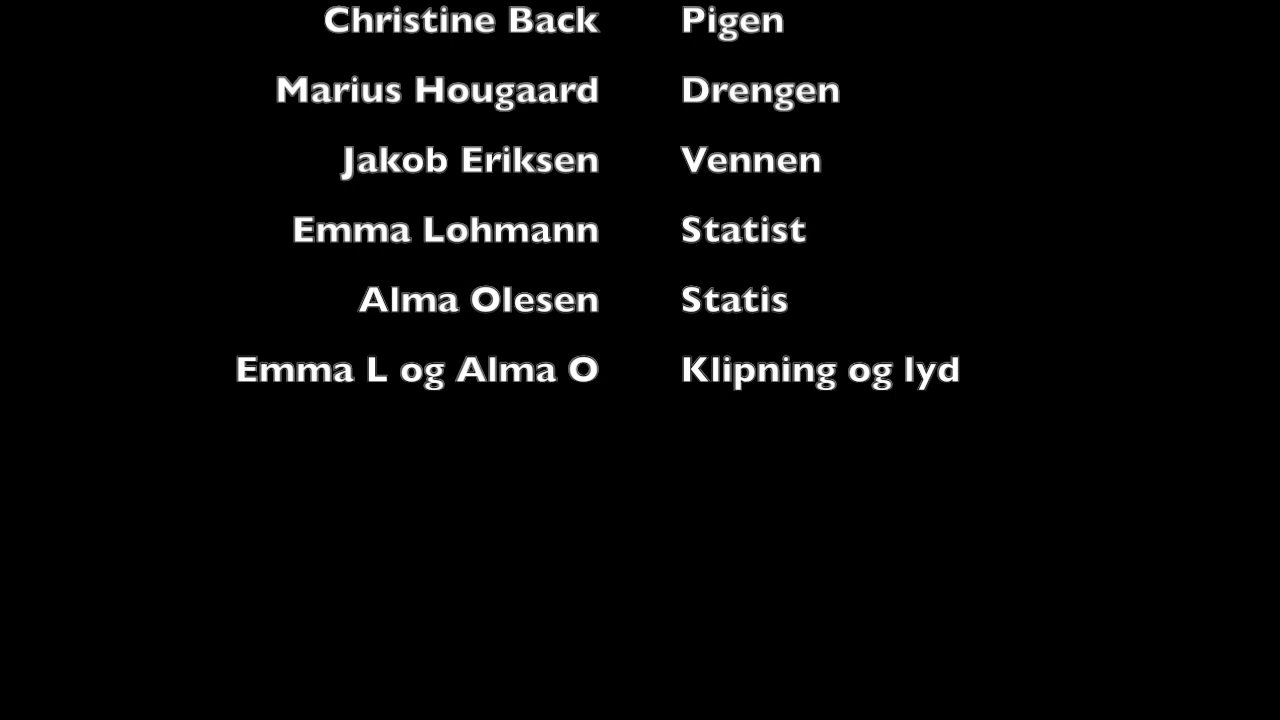 Christine Back Pigen
Marius Hougaard Drengen
Jakob Eriksen Vennen
Emma Lohmann Statist
Alma Olesen Statis
Emma L og Alma O Klipning og lyd